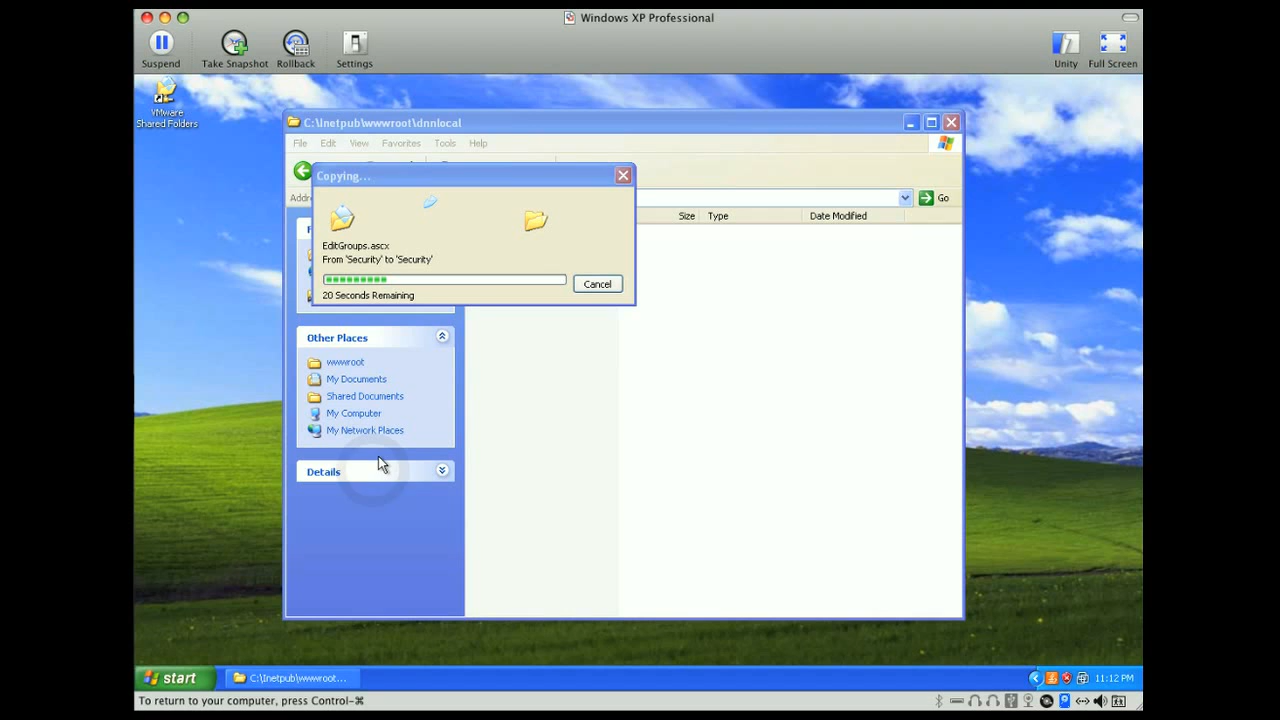 Windows XP Professional
Suspend
Take Snapshot
Rollback
Settings
Unity
Full Screen
VMware
Shared Folders
C:\Inetpub\wwwroot\dnnlocal
File Edit View Favorites Tools Help
Copying...
Go
Size Type Date Modified
EditGroups.ascx
From 'Security' to 'Security'
Cancel
20 Seconds Remaining
Other Places
wwwroot
My Documents
Shared Documents
My Computer
My Network Places
Details
start
C:\Inetpub\wwwroot...
11:12 PM
To return to your computer, press Control-⌘